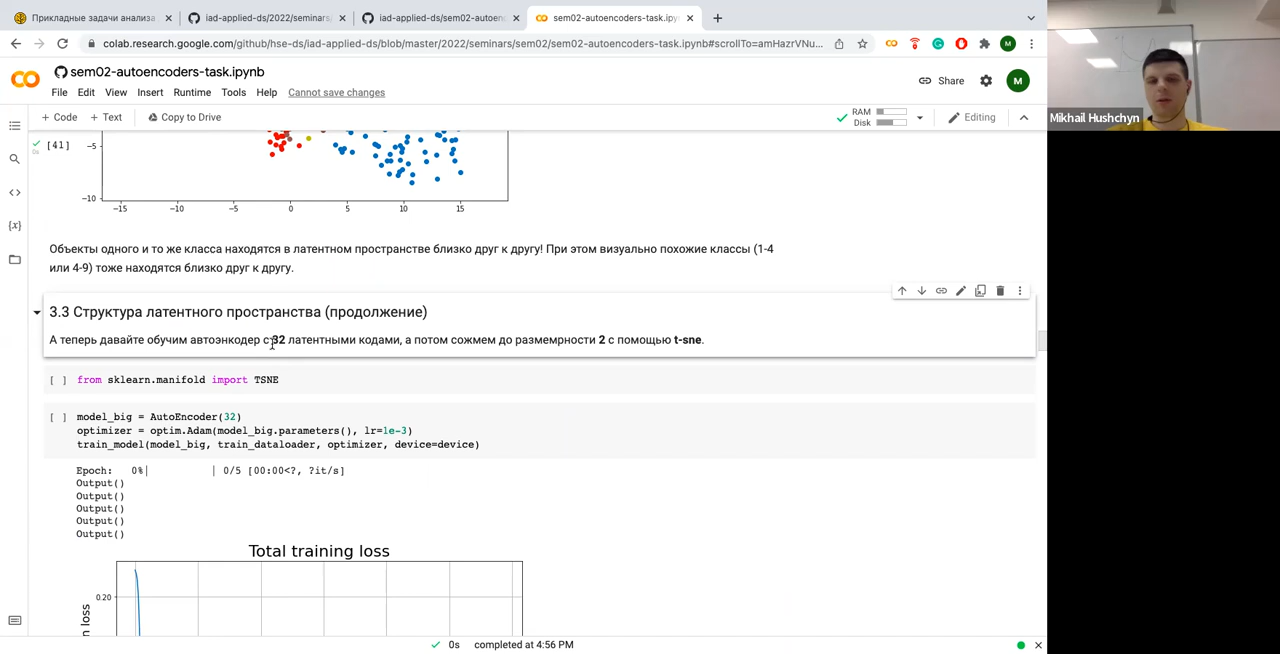 Прикладные задачи анализа
iad-applied-ds/2022/seminars/
iad-applied-ds/sem02-autoen
sem02-autoencoders-task.ipyn
colab.research.google.com/github/hse-ds/iad-applied-ds/blob/master/2022/seminars/sem02/sem02-autoencoders-task.ipynb#scrollTo=amHazrVNu...
M
sem02-autoencoders-task.ipynb
Share
M
File Edit View Insert Runtime Tools Help Cannot save changes
+ Code + Text Copy to Drive
RAM
Disk
Editing
Mikhail Hushchyn
[41]
0s
−5
−10
−15 −10 −5 0 5 10 15
Объекты одного и то же класса находятся в латентном пространстве близко друг к другу! При этом визуально похожие классы (1-4
или 4-9) тоже находятся близко друг к другу.
3.3 Структура латентного пространства (продолжение)
А теперь давайте обучим автоэнкодер с 32 латентными кодами, а потом сожмем до размемрности 2 с помощью t-sne.
[ ] from sklearn.manifold import TSNE
[ ] model_big = AutoEncoder(32)
optimizer = optim.Adam(model_big.parameters(), lr=1e-3)
train_model(model_big, train_dataloader, optimizer, device=device)
Epoch: 0%| | 0/5 [00:00<?, ?it/s]
Output()
Output()
Output()
Output()
Output()
Total training loss
0.20
n loss
0s completed at 4:56 PM